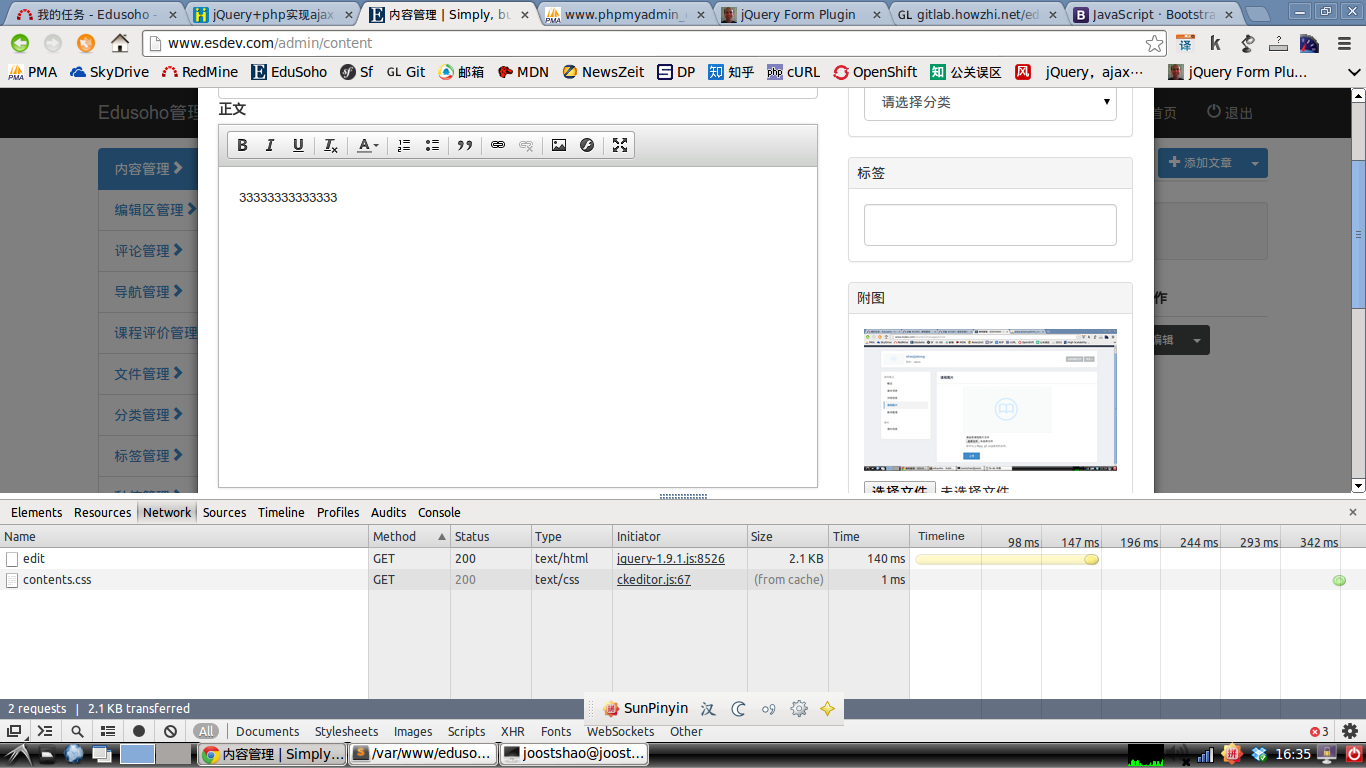 我的任务 - Edusoho -
jQuery+php实现ajax
内容管理 | Simply, bu
www.phpmyadmin_
jQuery Form Plugin
GL gitlab.howzhi.net/ed
JavaScript · Bootstra
www.esdev.com/admin/content
PMA SkyDrive RedMine EduSoho Sf GL Git 邮箱 MDN NewsZeit DP 知乎 cURL OpenShift 公关误区 jQuery，ajax… jQuery Form Plu…
Edusoho管理
首页 退出
正文
请选择分类
内容管理
添加文章
标签
编辑区管理
33333333333333
评论管理
导航管理
附图
作
课程评价管理
编辑
文件管理
分类管理
标签管理
选择文件 未选择文件
Elements Resources Network Sources Timeline Profiles Audits Console
Name Method Status Type Initiator Size Time Timeline 98 ms 147 ms 196 ms 244 ms 293 ms 342 ms
edit GET 200 text/html jquery-1.9.1.js:8526 2.1 KB 140 ms
contents.css GET 200 text/css ckeditor.js:67 (from cache) 1 ms
2 requests | 2.1 KB transferred
SunPinyin 汉
All Documents Stylesheets Images Scripts XHR Fonts WebSockets Other 3
内容管理 | Simply… /var/www/eduso… joostshao@joost… 16:35